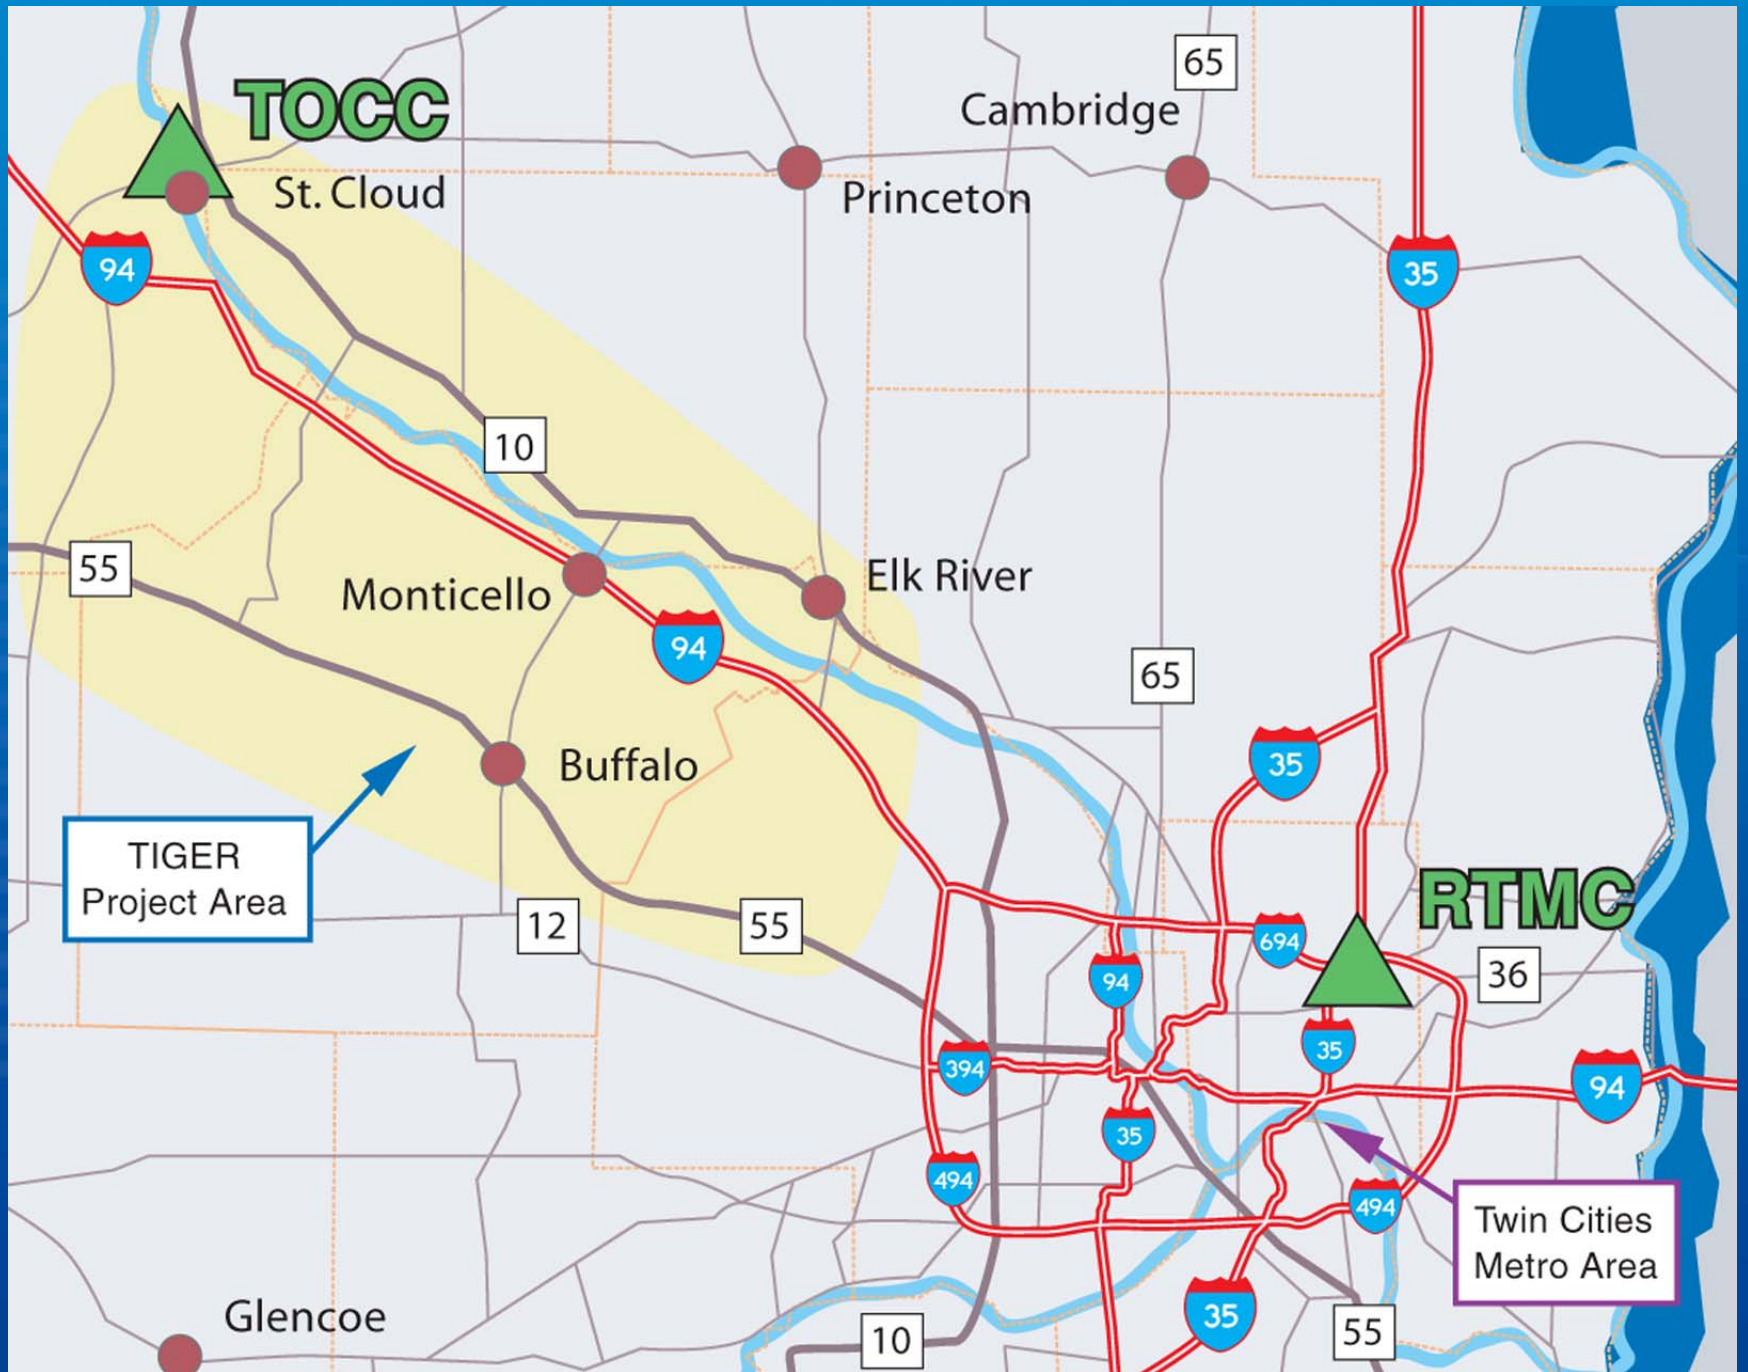 65
TOCC
Cambridge
St. Cloud
Princeton
94
35
10
55
Elk River
Monticello
94
65
35
Buffalo
TIGER
Project Area
RTMC
12
55
694
36
94
35
394
94
35
494
494
Twin Cities
Metro Area
35
Glencoe
10
55